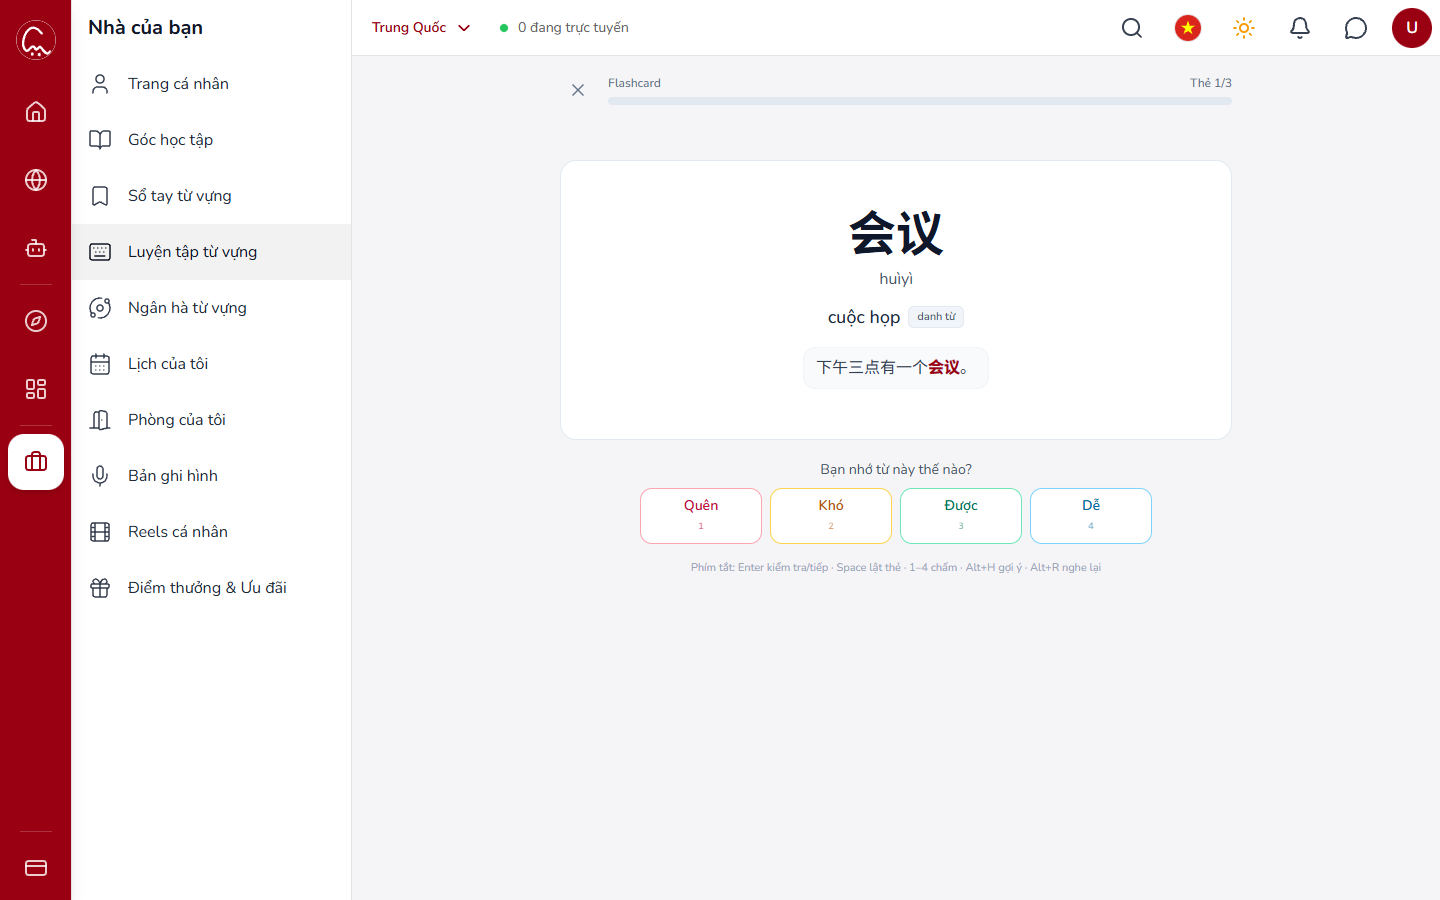 Nhà của bạn
Trang cá nhân
Góc học tập
Sổ tay từ vựng
Luyện tập từ vựng
Ngân hà từ vựng
Lịch của tôi
Phòng của tôi
Bản ghi hình
Reels cá nhân
Điểm thưởng & Ưu đãi
Trung Quốc
0 đang trực tuyến
U
Flashcard
Thẻ 1/3
会议
huìyì
cuộc họp danh từ
下午三点有一个会议。
Bạn nhớ từ này thế nào?
Quên Khó Được Dễ
1 2 3 4
Phím tắt: Enter kiểm tra/tiếp · Space lật thẻ · 1–4 chấm · Alt+H gợi ý · Alt+R nghe lại